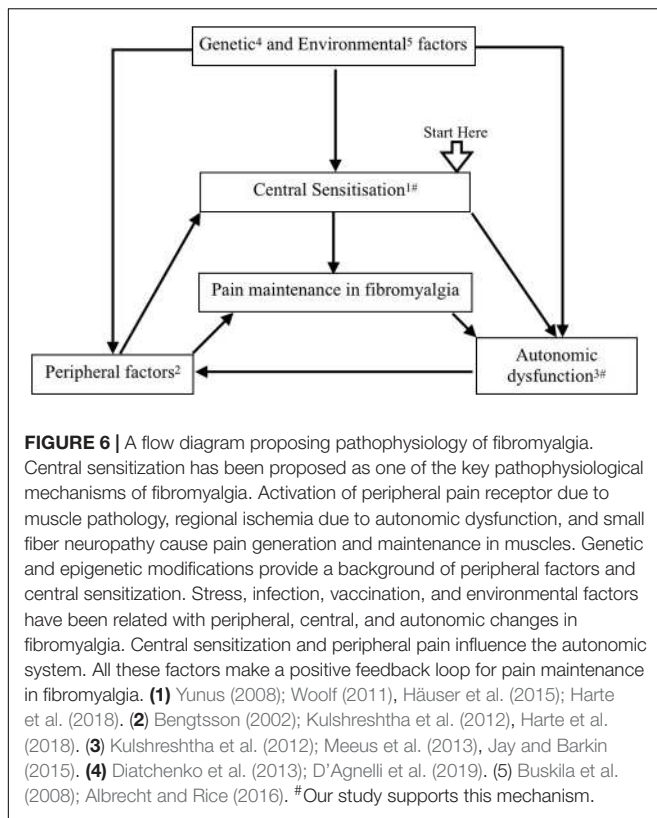 Genetic⁴ and Environmental⁵ factors
Start Here
Central Sensitisation¹#
Pain maintenance in fibromyalgia
Peripheral factors²
Autonomic
dysfunction³#
FIGURE 6 | A flow diagram proposing pathophysiology of fibromyalgia.
Central sensitization has been proposed as one of the key pathophysiological
mechanisms of fibromyalgia. Activation of peripheral pain receptor due to
muscle pathology, regional ischemia due to autonomic dysfunction, and small
fiber neuropathy cause pain generation and maintenance in muscles. Genetic
and epigenetic modifications provide a background of peripheral factors and
central sensitization. Stress, infection, vaccination, and environmental factors
have been related with peripheral, central, and autonomic changes in
fibromyalgia. Central sensitization and peripheral pain influence the autonomic
system. All these factors make a positive feedback loop for pain maintenance
in fibromyalgia. (1) Yunus (2008); Woolf (2011), Häuser et al. (2015); Harte
et al. (2018). (2) Bengtsson (2002); Kulshreshtha et al. (2012), Harte et al.
(2018). (3) Kulshreshtha et al. (2012); Meeus et al. (2013), Jay and Barkin
(2015). (4) Diatchenko et al. (2013); D'Agnelli et al. (2019). (5) Buskila et al.
(2008); Albrecht and Rice (2016). #Our study supports this mechanism.